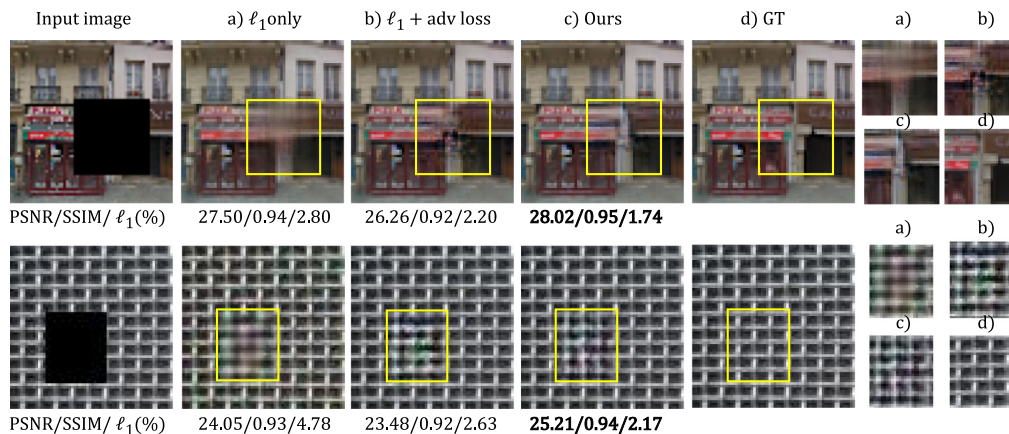 Input image a) ℓ₁only b) ℓ₁ + adv loss c) Ours d) GT a) b)
c) d)
PSNR/SSIM/ ℓ₁(%) 27.50/0.94/2.80 26.26/0.92/2.20 28.02/0.95/1.74
a) b)
c) d)
PSNR/SSIM/ ℓ₁(%) 24.05/0.93/4.78 23.48/0.92/2.63 25.21/0.94/2.17